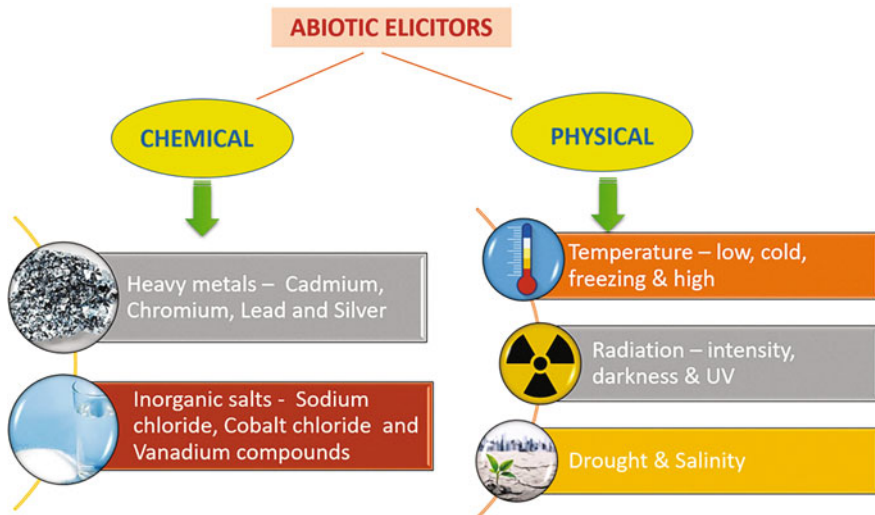 ABIOTIC ELICITORS
CHEMICAL
Heavy metals – Cadmium,
Chromium, Lead and Silver
Inorganic salts - Sodium
chloride, Cobalt chloride and
Vanadium compounds
PHYSICAL
Temperature – low, cold,
freezing & high
Radiation – intensity,
darkness & UV
Drought & Salinity